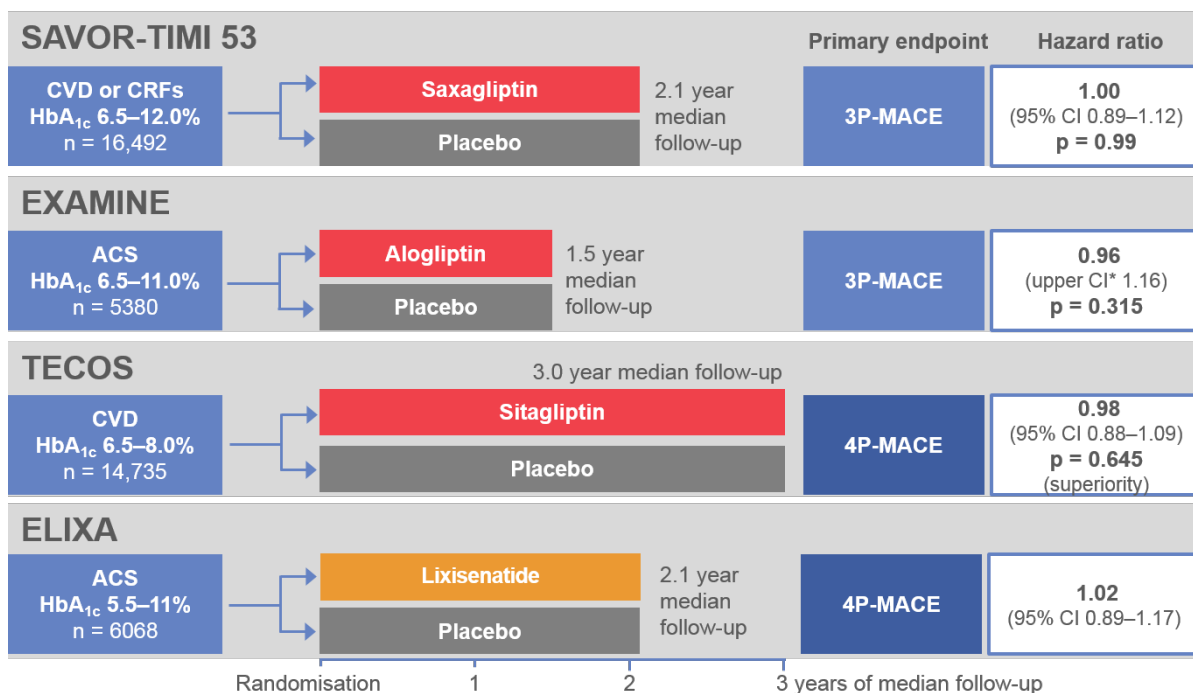 SAVOR-TIMI 53
Primary endpoint
Hazard ratio
CVD or CRFs
HbA1c 6.5–12.0%
n = 16,492
Saxagliptin
Placebo
2.1 year
median
follow-up
3P-MACE
1.00
(95% CI 0.89–1.12)
p = 0.99
EXAMINE
ACS
HbA1c 6.5–11.0%
n = 5380
Alogliptin
Placebo
1.5 year
median
follow-up
3P-MACE
0.96
(upper CI* 1.16)
p = 0.315
TECOS
3.0 year median follow-up
CVD
HbA1c 6.5–8.0%
n = 14,735
Sitagliptin
Placebo
4P-MACE
0.98
(95% CI 0.88–1.09)
p = 0.645
(superiority)
ELIXA
ACS
HbA1c 5.5–11%
n = 6068
Lixisenatide
Placebo
2.1 year
median
follow-up
4P-MACE
1.02
(95% CI 0.89–1.17)
Randomisation 1 2 3 years of median follow-up